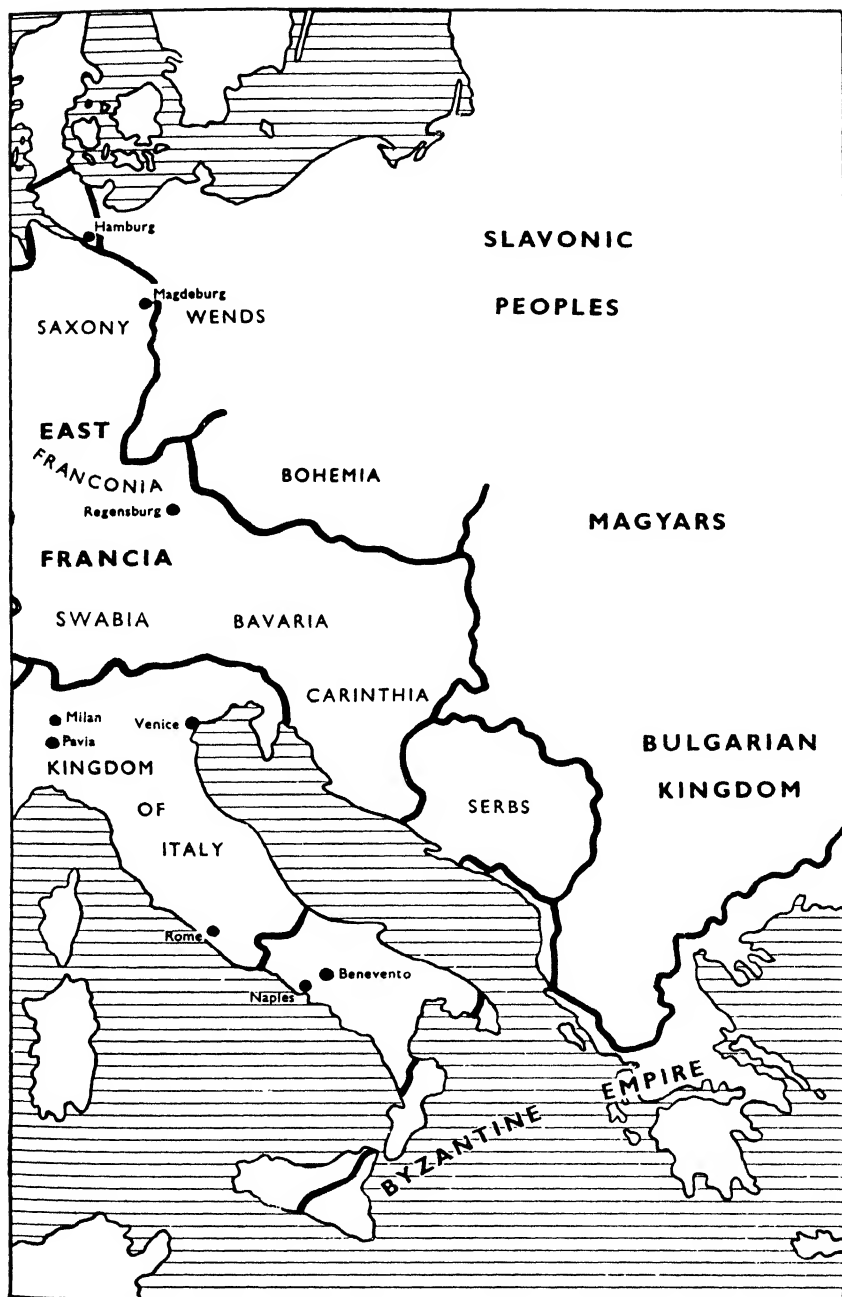 Hamburg
SLAVONIC
PEOPLES
Magdeburg
WENDS
SAXONY
EAST
FRANCONIA
BOHEMIA
Regensburg
MAGYARS
FRANCIA
SWABIA
BAVARIA
CARINTHIA
Milan
Venice
Pavia
KINGDOM
OF
ITALY
BULGARIAN
KINGDOM
SERBS
Rome
Benevento
Naples
BYZANTINE EMPIRE